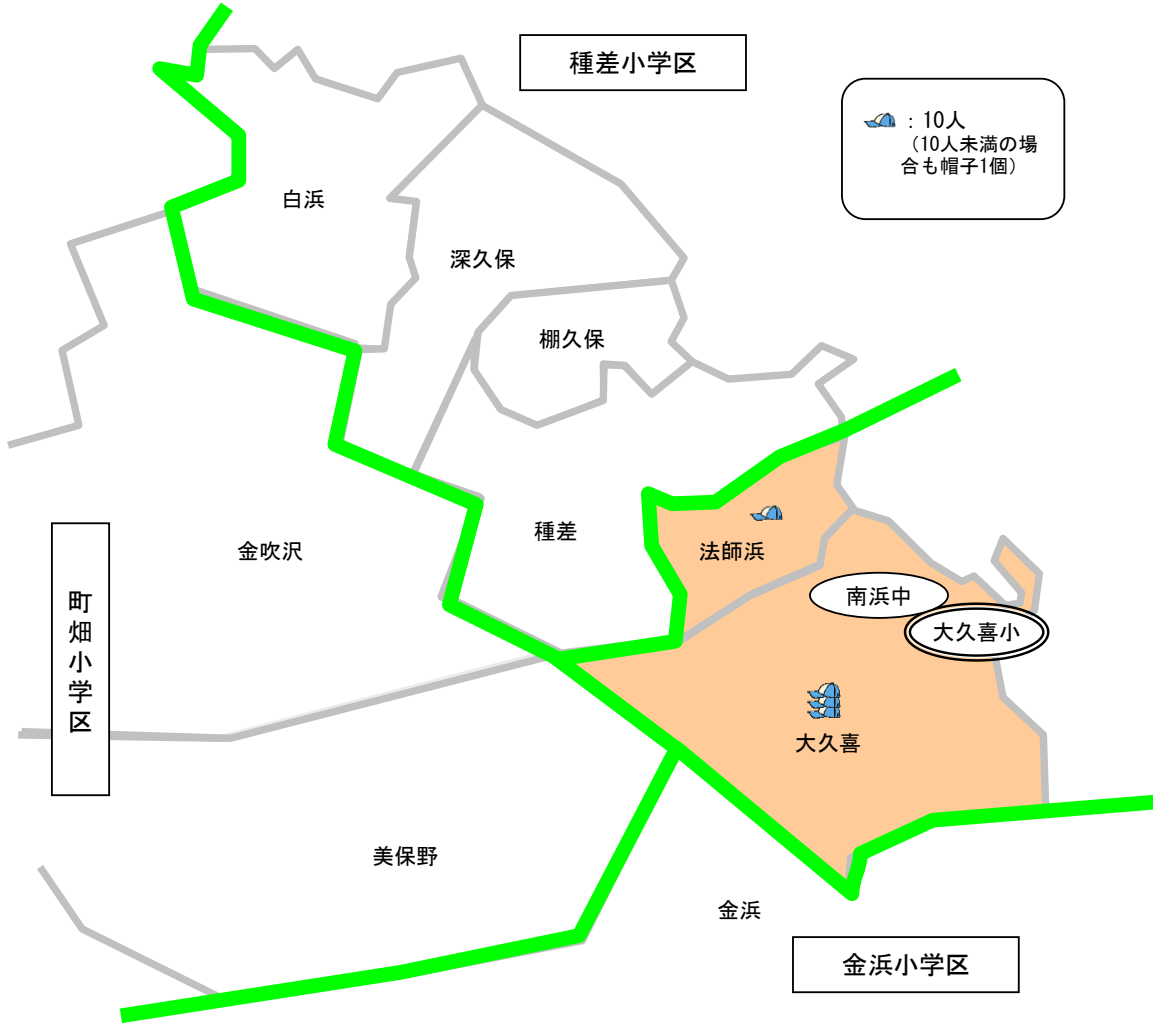 種差小学区
：10人
（10人未満の場
合も帽子1個）
白浜
深久保
棚久保
種差
法師浜
金吹沢
町畑小学区
南浜中
大久喜小
大久喜
美保野
金浜
金浜小学区